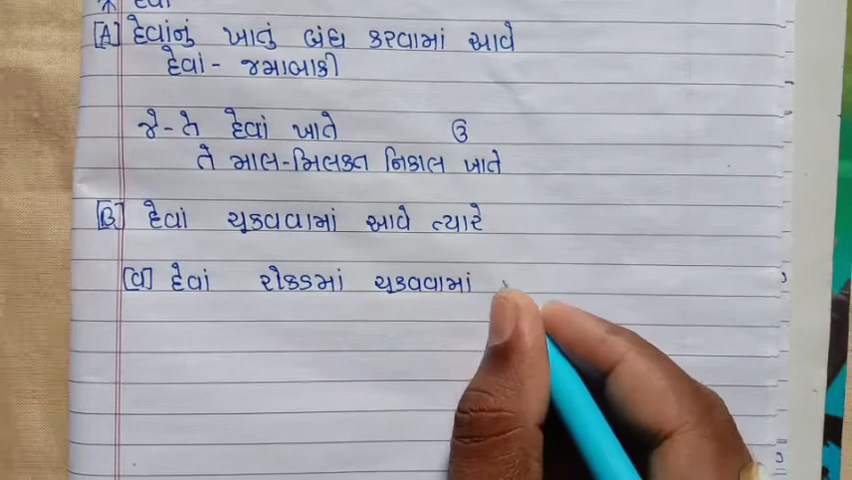 * દેવાં
[A] દેવાંનું ખાતું બંધ કરવામાં આવે
દેવાં - જમાબાકી
જે - તે દેવાં ખાતે ઉ
તે માલ-મિલકત નિકાલ ખાતે
[B] દેવાં ચૂકવવામાં આવે ત્યારે
[a] દેવાં રોકડમાં ચૂકવવામાં